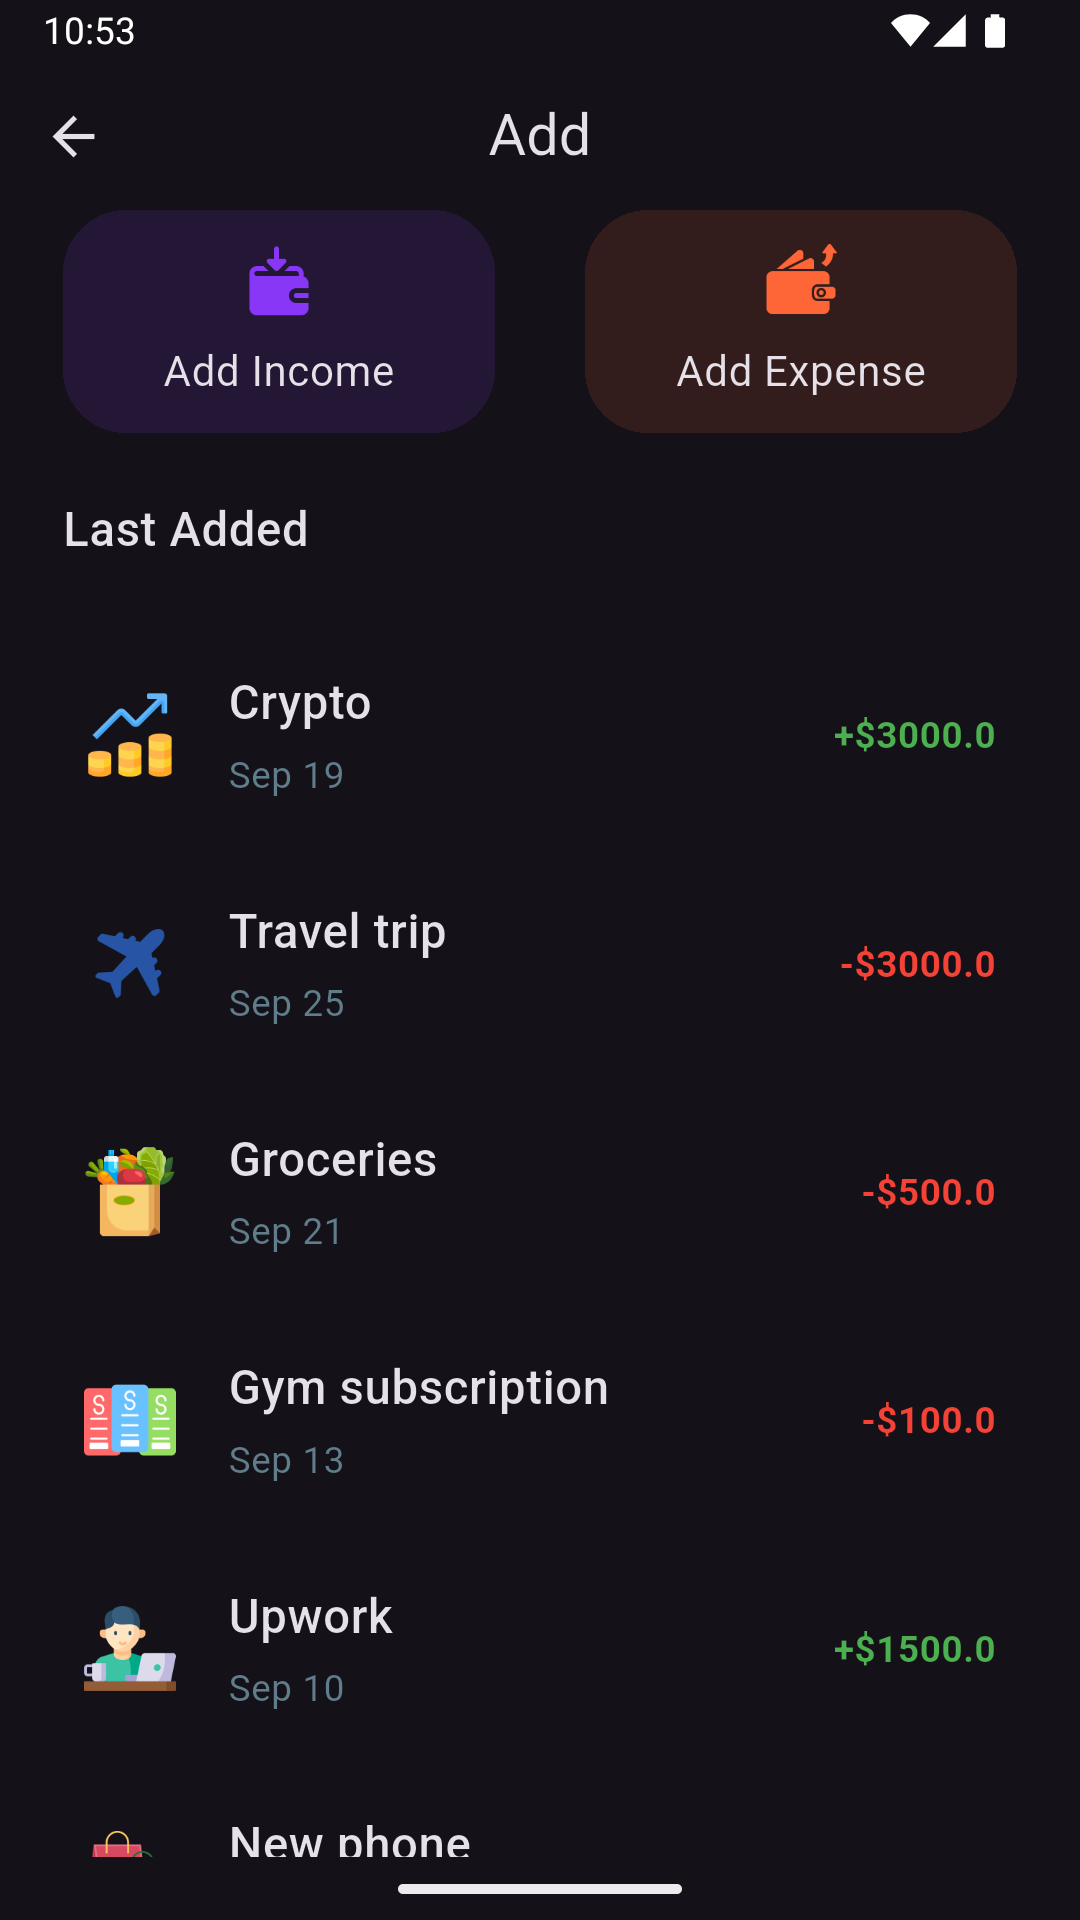 10:53
Add
Add Income
Add Expense
Last Added
Crypto
Sep 19
+$3000.0
Travel trip
Sep 25
-$3000.0
Groceries
Sep 21
-$500.0
Gym subscription
Sep 13
-$100.0
Upwork
Sep 10
+$1500.0
New phone